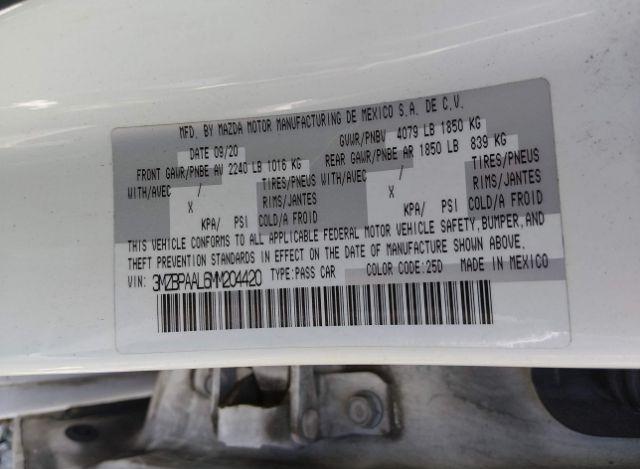 MFD. BY MAZDA MOTOR MANUFACTURING DE MEXICO S.A. DE C.V.
DATE 09/20 GVWR/PNBV 4079 LB 1850 KG
FRONT GAWR/PNBE AV 2240 LB 1016 KG REAR GAWR/PNBE AR 1850 LB 839 KG
WITH/AVEC / TIRES/PNEUS WITH/AVEC / TIRES/PNEUS
X RIMS/JANTES X RIMS/JANTES
KPA/ PSI COLD/A FROID KPA/ PSI COLD/A FROID
THIS VEHICLE CONFORMS TO ALL APPLICABLE FEDERAL MOTOR VEHICLE SAFETY, BUMPER, AND
THEFT PREVENTION STANDARDS IN EFFECT ON THE DATE OF MANUFACTURE SHOWN ABOVE.
VIN: 3MZBPAAL6MM204420 TYPE:PASS CAR COLOR CODE:25D MADE IN MEXICO